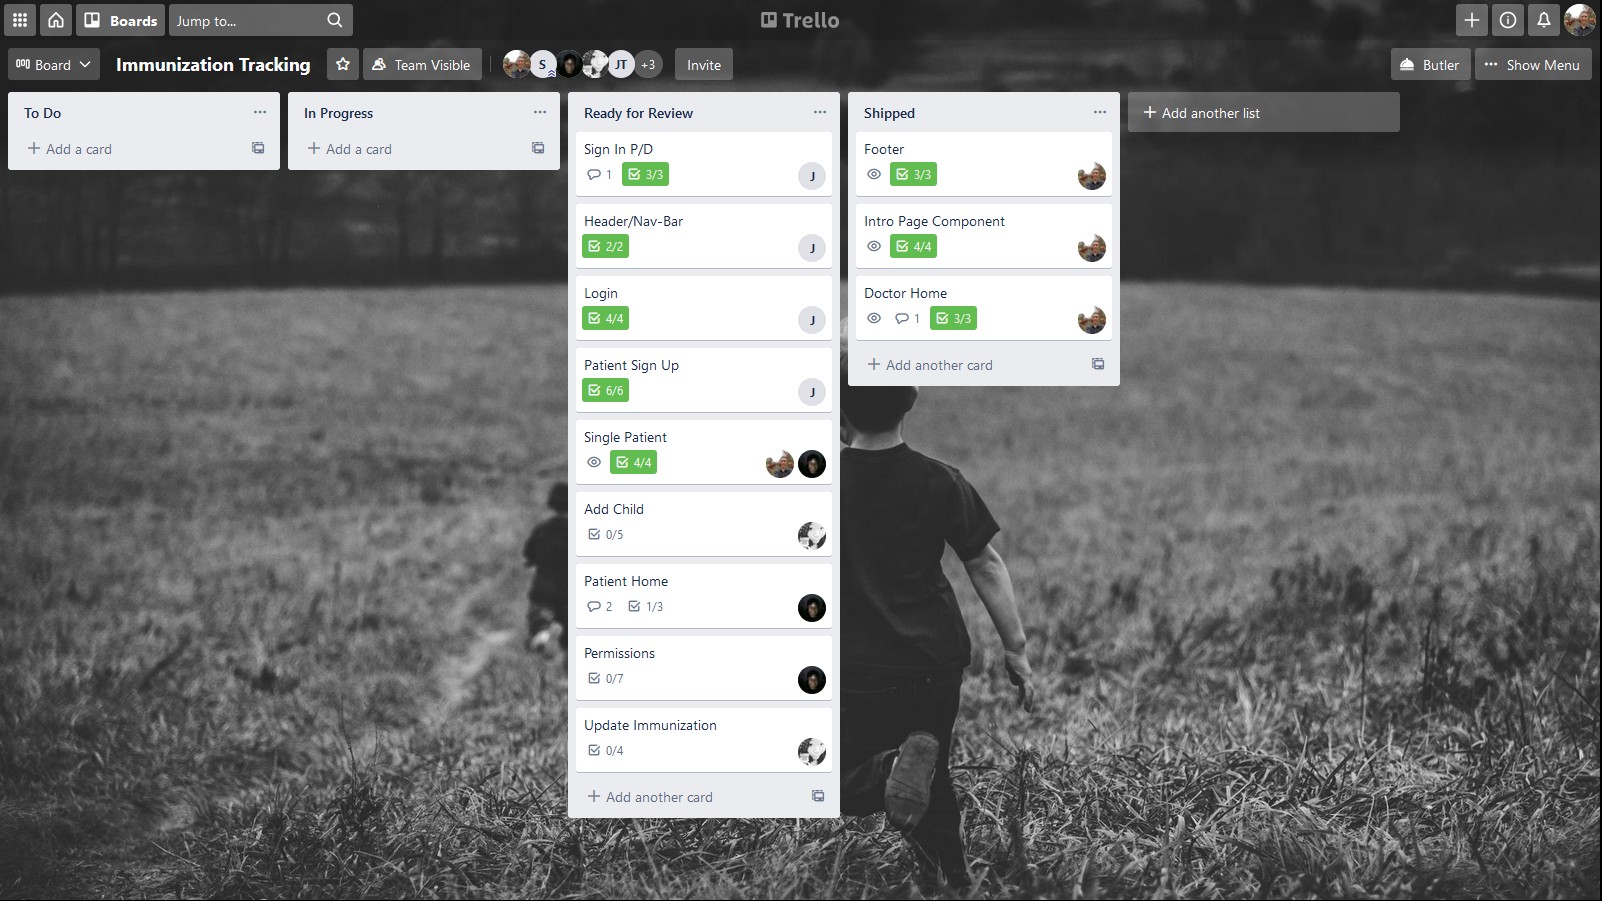 Boards
Jump to...
Trello
Board
Immunization Tracking
Team Visible
S
JT
+3
Invite
Butler
Show Menu
To Do
Add a card
In Progress
Add a card
Ready for Review
Sign In P/D
1
3/3
J
Header/Nav-Bar
2/2
J
Login
4/4
J
Patient Sign Up
6/6
J
Single Patient
4/4
Add Child
0/5
Patient Home
2
1/3
Permissions
0/7
Update Immunization
0/4
Add another card
Shipped
Footer
3/3
Intro Page Component
4/4
Doctor Home
1
3/3
Add another card
Add another list